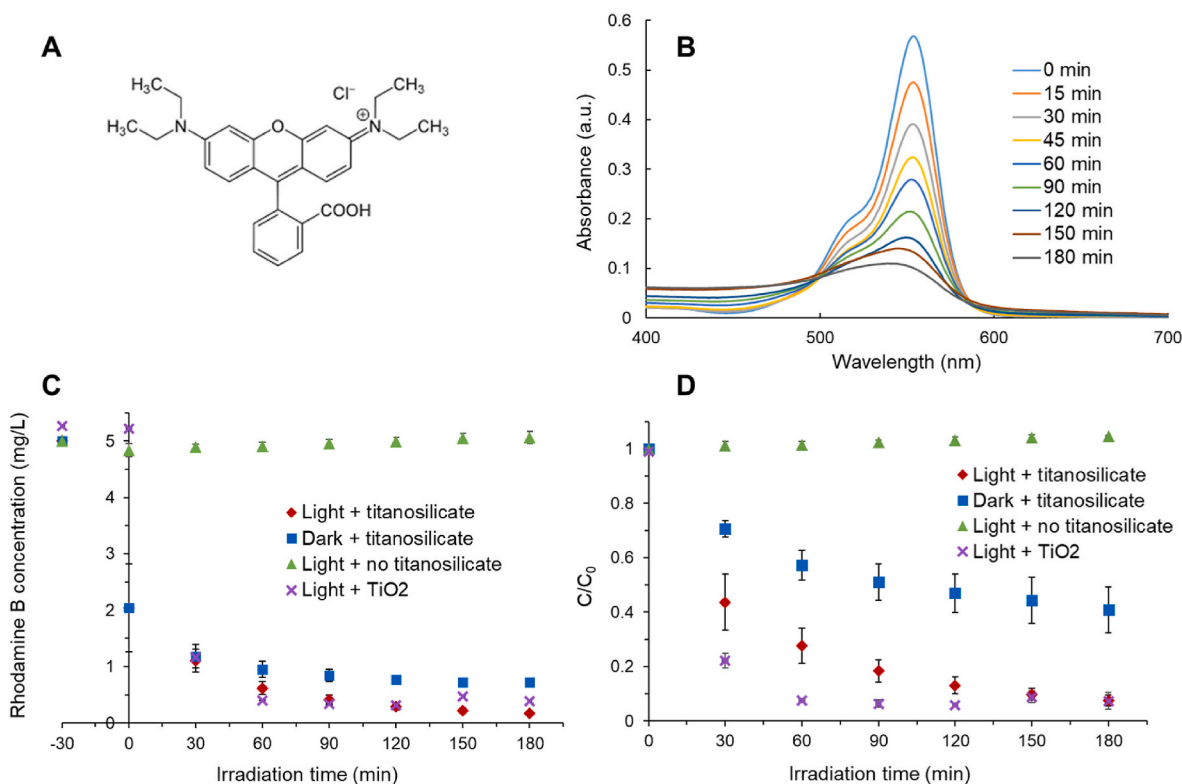 A
H3C
CH3
Cl⁻
H3C
N
O
⊕
N
CH3
COOH
B
Absorbance (a.u.)
0.6
0.5
0.4
0.3
0.2
0.1
0
400
500
600
700
Wavelength (nm)
0 min
15 min
30 min
45 min
60 min
90 min
120 min
150 min
180 min
C
Rhodamine B concentration (mg/L)
5
4
5
2
1
0
-30
0
30
60
90
120
150
180
Irradiation time (min)
Light + titanosilicate
Dark + titanosilicate
Light + no titanosilicate
Light + TiO2
D
C/C0
1
0.8
0.6
0.4
0.2
0
0
30
60
90
120
150
180
Irradiation time (min)
Light + titanosilicate
Dark + titanosilicate
Light + no titanosilicate
Light + TiO2